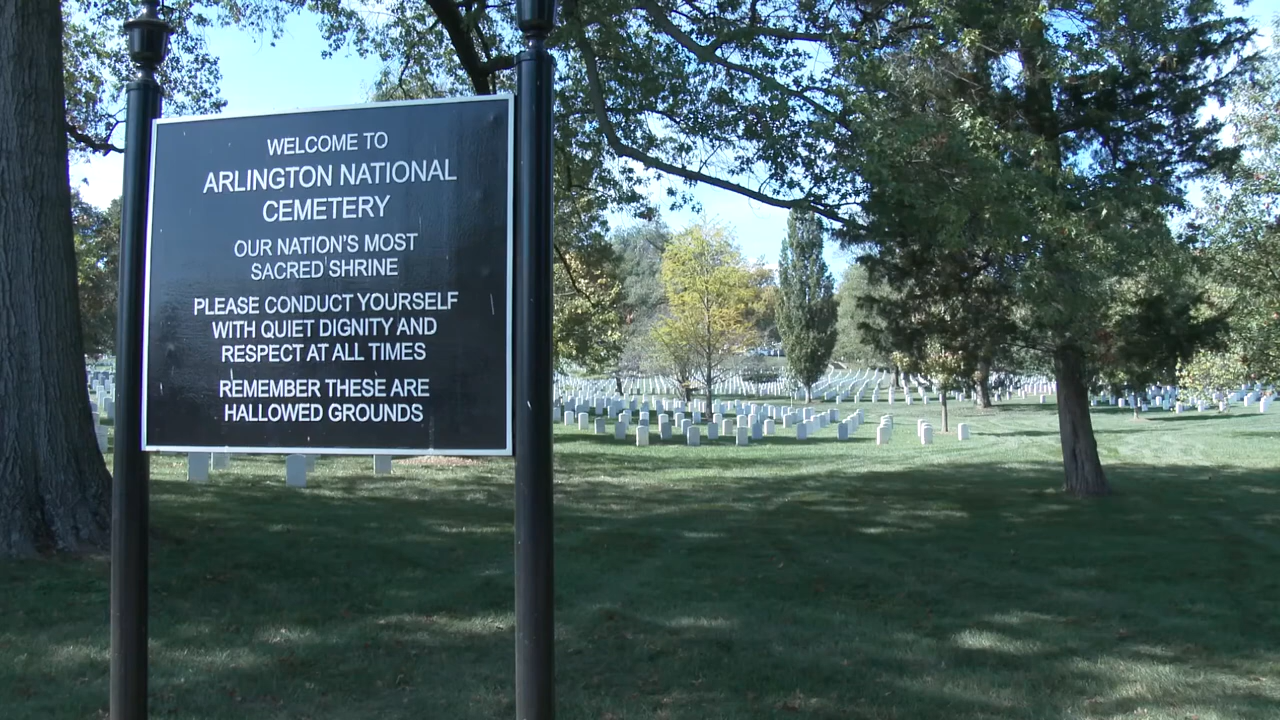 WELCOME TO
ARLINGTON NATIONAL
CEMETERY
OUR NATION'S MOST
SACRED SHRINE
PLEASE CONDUCT YOURSELF
WITH QUIET DIGNITY AND
RESPECT AT ALL TIMES
REMEMBER THESE ARE
HALLOWED GROUNDS